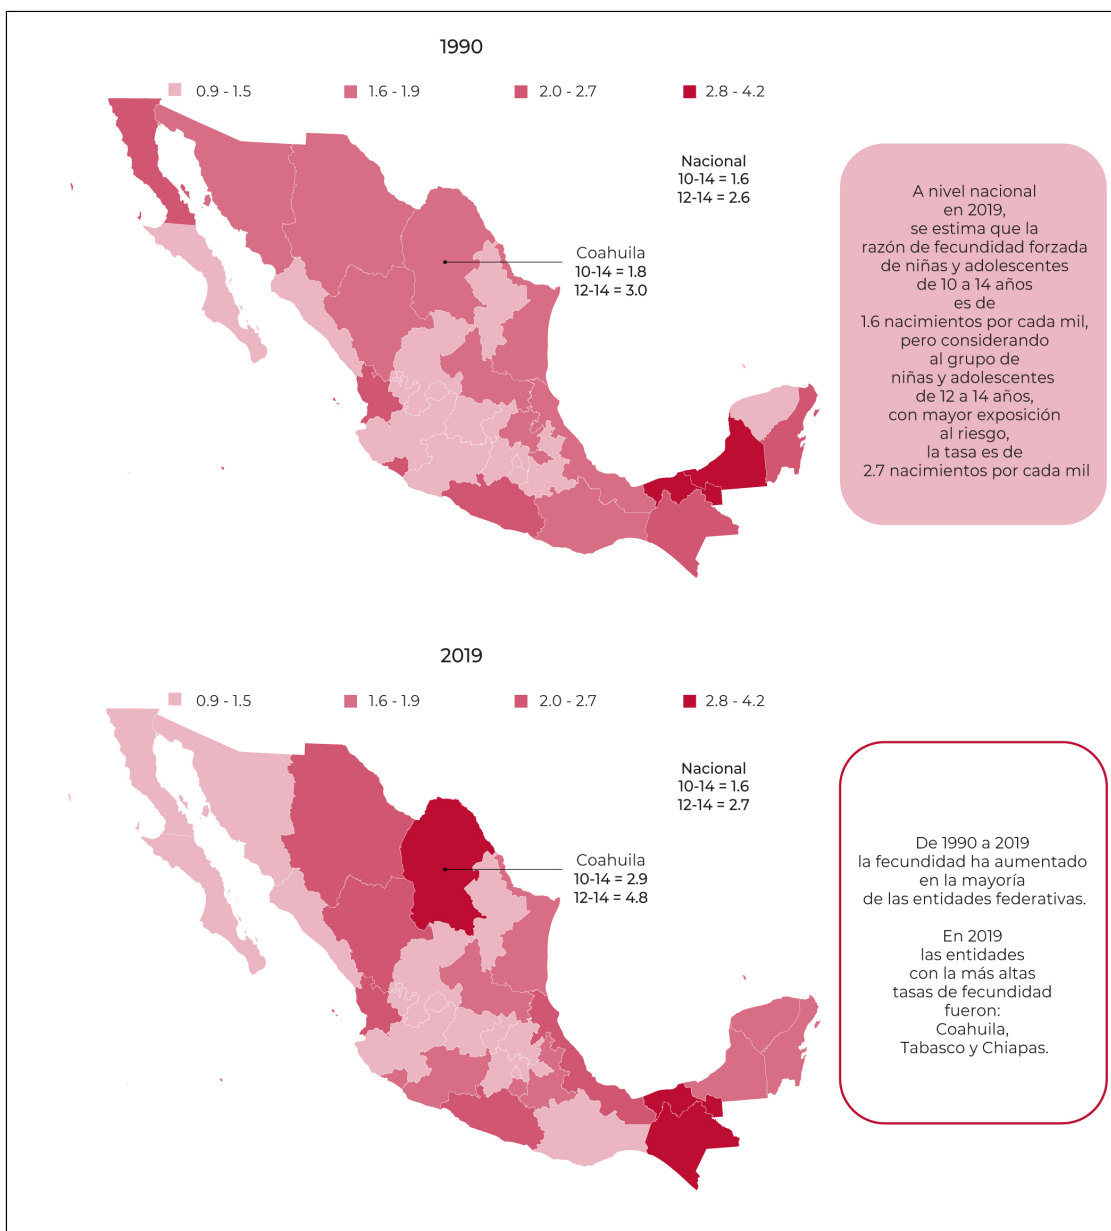 1990
0.9 - 1.5
1.6 - 1.9
2.0 - 2.7
2.8 - 4.2
Nacional
10-14 = 1.6
12-14 = 2.6
Coahuila
10-14 = 1.8
12-14 = 3.0
A nivel nacional
en 2019,
se estima que la
razón de fecundidad forzada
de niñas y adolescentes
de 10 a 14 años
es de
1.6 nacimientos por cada mil,
pero considerando
al grupo de
niñas y adolescentes
de 12 a 14 años,
con mayor exposición
al riesgo,
la tasa es de
2.7 nacimientos por cada mil
2019
0.9 - 1.5
1.6 - 1.9
2.0 - 2.7
2.8 - 4.2
Nacional
10-14 = 1.6
12-14 = 2.7
Coahuila
10-14 = 2.9
12-14 = 4.8
De 1990 a 2019
la fecundidad ha aumentado
en la mayoría
de las entidades federativas.
En 2019
las entidades
con la más altas
tasas de fecundidad
fueron:
Coahuila,
Tabasco y Chiapas.